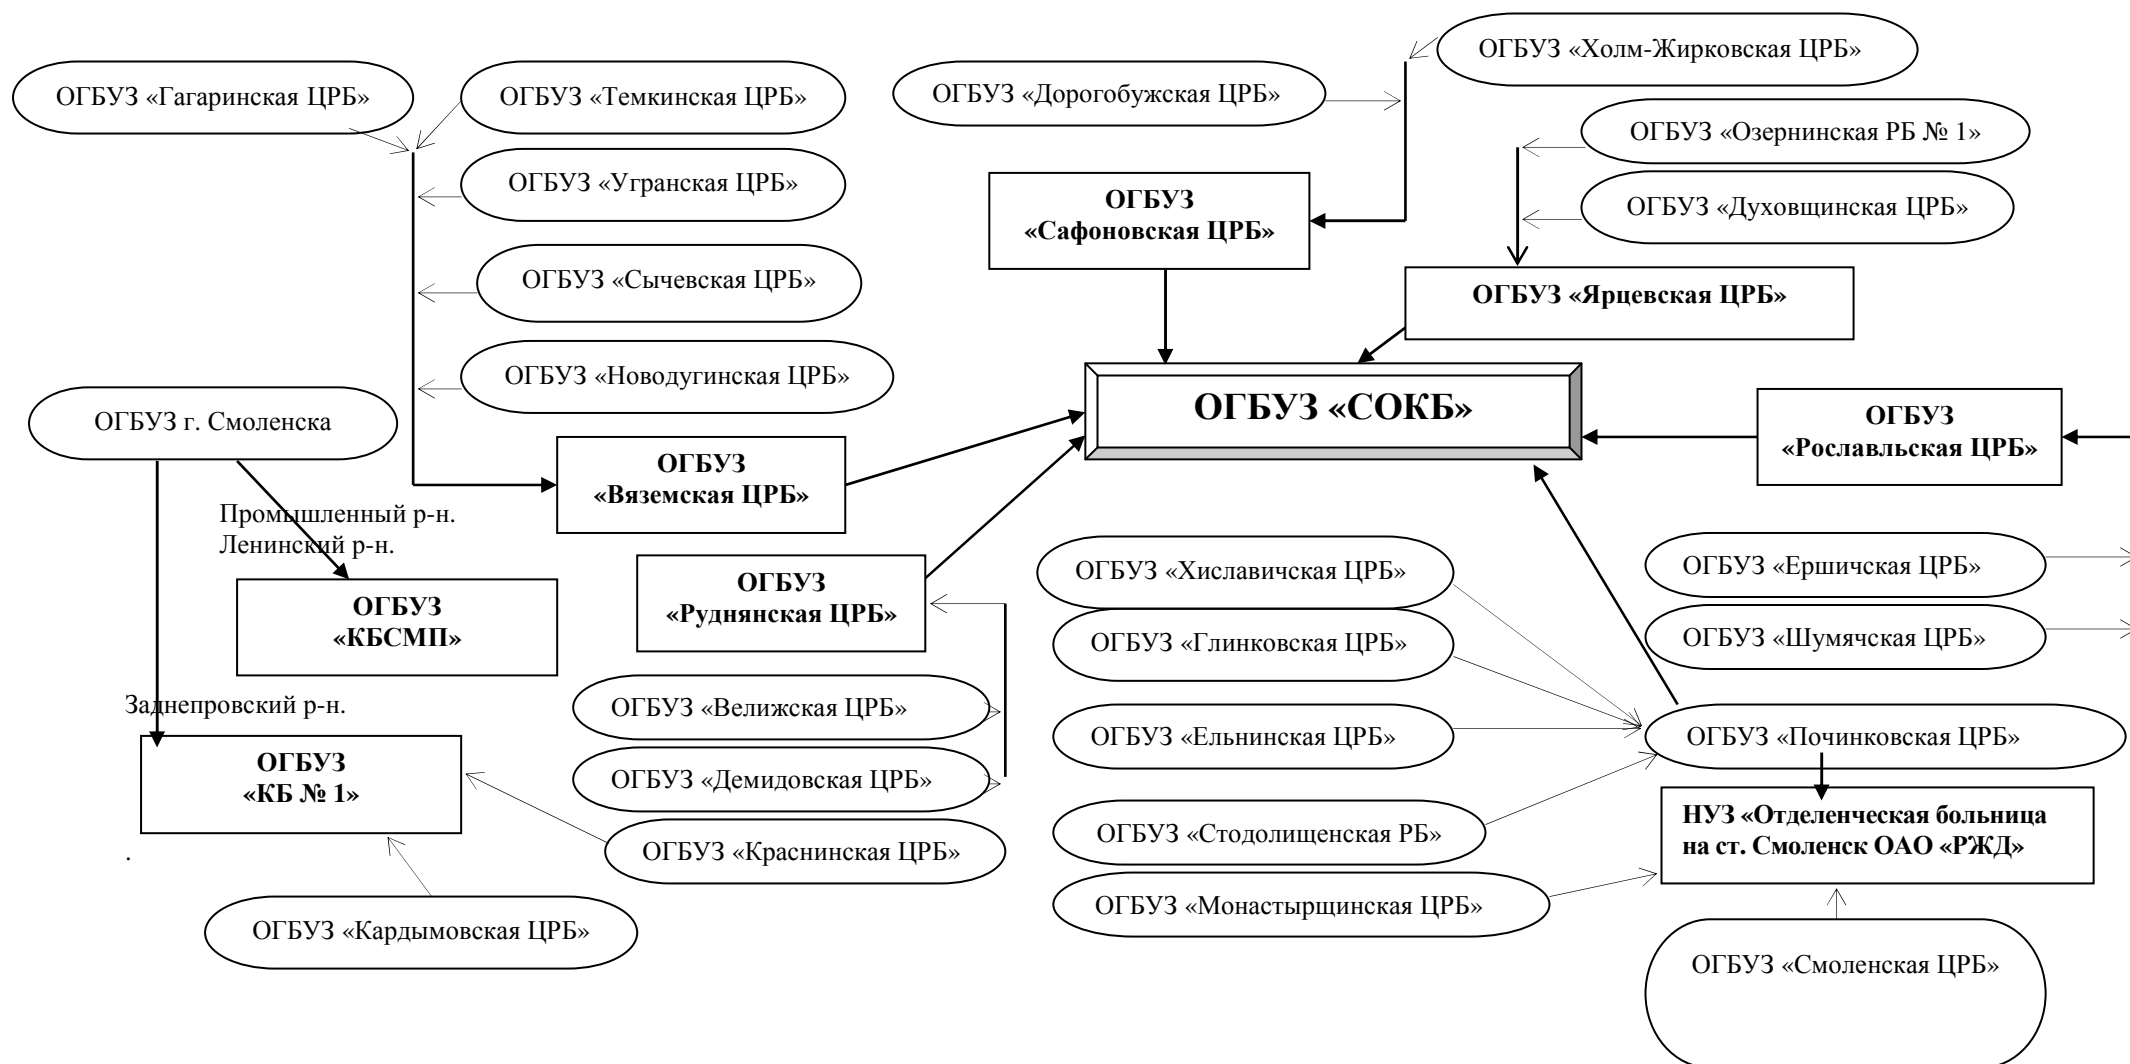 ОГБУЗ «Холм-Жирковская ЦРБ»
ОГБУЗ «Гагаринская ЦРБ»
ОГБУЗ «Темкинская ЦРБ»
ОГБУЗ «Дорогобужская ЦРБ»
ОГБУЗ «Озернинская РБ № 1»
ОГБУЗ «Угранская ЦРБ»
ОГБУЗ
«Сафоновская ЦРБ»
ОГБУЗ «Духовщинская ЦРБ»
ОГБУЗ «Сычевская ЦРБ»
ОГБУЗ «Ярцевская ЦРБ»
ОГБУЗ «Новодугинская ЦРБ»
ОГБУЗ «СОКБ»
ОГБУЗ г. Смоленска
ОГБУЗ
«Рославльская ЦРБ»
ОГБУЗ
«Вяземская ЦРБ»
Промышленный р-н.
Ленинский р-н.
ОГБУЗ
«Руднянская ЦРБ»
ОГБУЗ «Хиславичская ЦРБ»
ОГБУЗ «Ершичская ЦРБ»
ОГБУЗ
«КБСМП»
ОГБУЗ «Глинковская ЦРБ»
ОГБУЗ «Шумячская ЦРБ»
Заднепровский р-н.
ОГБУЗ «Велижская ЦРБ»
ОГБУЗ «Ельнинская ЦРБ»
ОГБУЗ «Починковская ЦРБ»
ОГБУЗ
«КБ № 1»
ОГБУЗ «Демидовская ЦРБ»
НУЗ «Отделенческая больница
на ст. Смоленск ОАО «РЖД»
ОГБУЗ «Стодолищенская РБ»
.
ОГБУЗ «Краснинская ЦРБ»
ОГБУЗ «Монастырщинская ЦРБ»
ОГБУЗ «Кардымовская ЦРБ»
ОГБУЗ «Смоленская ЦРБ»